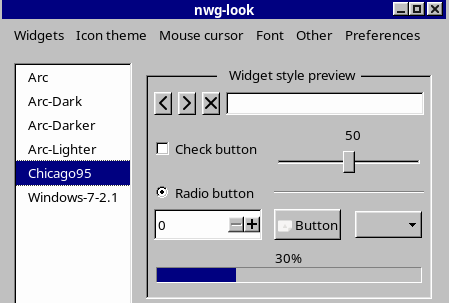 nwg-look
Widgets Icon theme Mouse cursor Font Other Preferences
Arc
Arc-Dark
Arc-Darker
Arc-Lighter
Chicago95
Windows-7-2.1
Widget style preview
50
Check button
Radio button
0
Button
30%